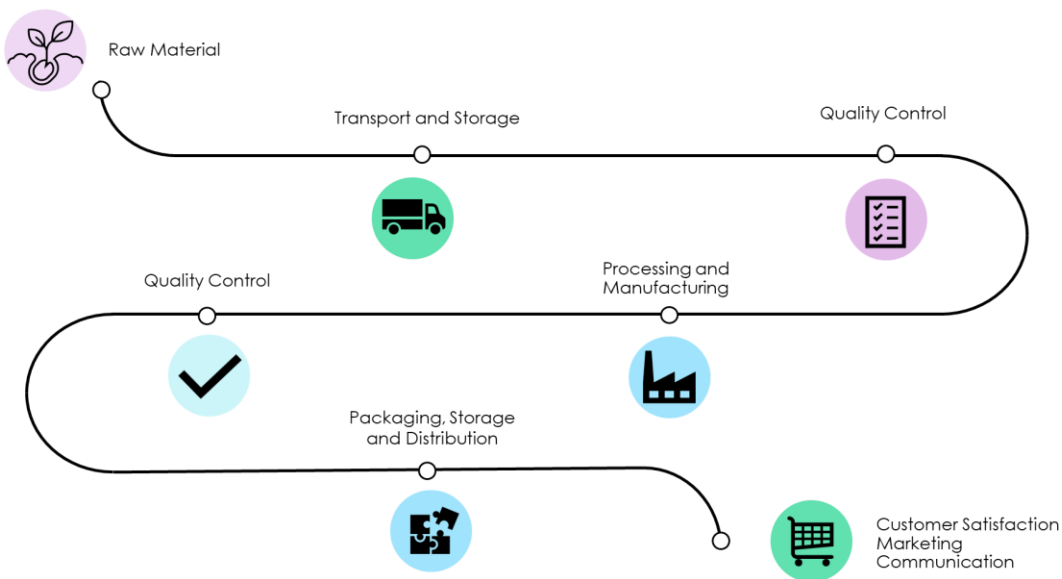 Raw Material
Transport and Storage
Quality Control
Processing and
Manufacturing
Quality Control
Packaging, Storage
and Distribution
Customer Satisfaction
Marketing
Communication